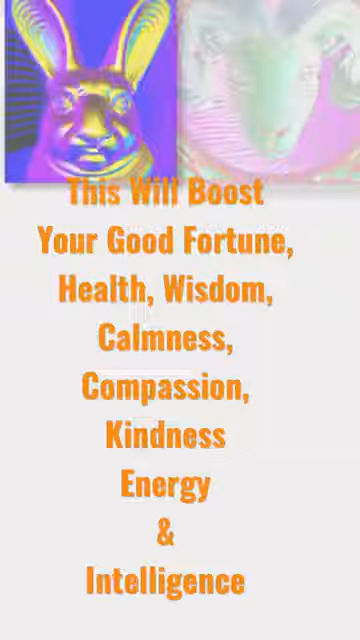 This Will Boost
Your Good Fortune,
Health, Wisdom,
Calmness,
Compassion,
Kindness
Energy
&
Intelligence